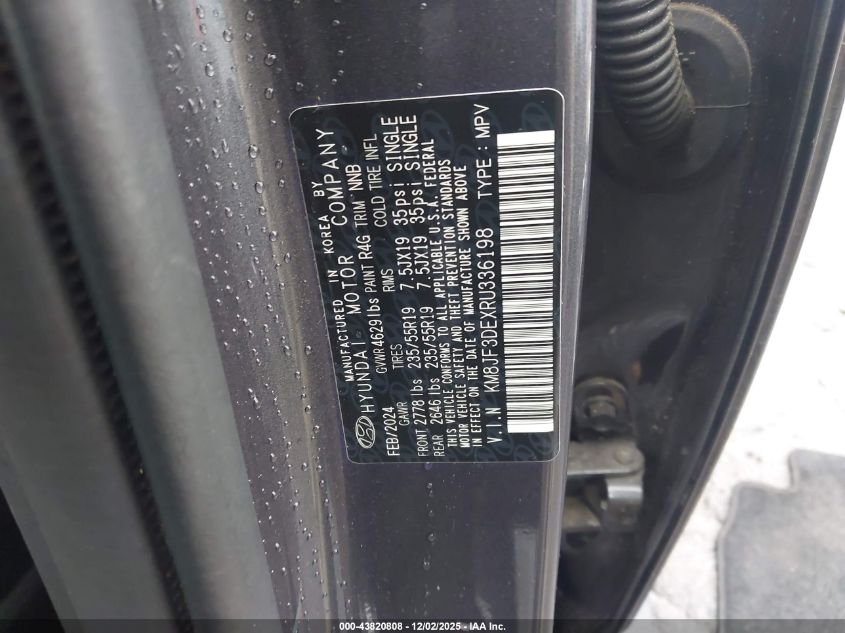 MANUFACTURED IN KOREA BY
HYUNDAI MOTOR COMPANY
FEB/2024 GVWR 4629 lbs PAINT R4G TRIM NNB
GAWR TIRES RIMS COLD TIRE INFL
FRONT 2778 lbs 235/55R19 7.5JX19 35psi SINGLE
REAR 2646 lbs 235/55R19 7.5JX19 35psi SINGLE
THIS VEHICLE CONFORMS TO ALL APPLICABLE U.S.A. FEDERAL
MOTOR VEHICLE SAFETY AND THEFT PREVENTION STANDARDS
IN EFFECT ON THE DATE OF MANUFACTURE SHOWN ABOVE
V.I.N KM8JF3DEXRU336198 TYPE : MPV
000-43820808 - 12/02/2025 - IAA Inc.